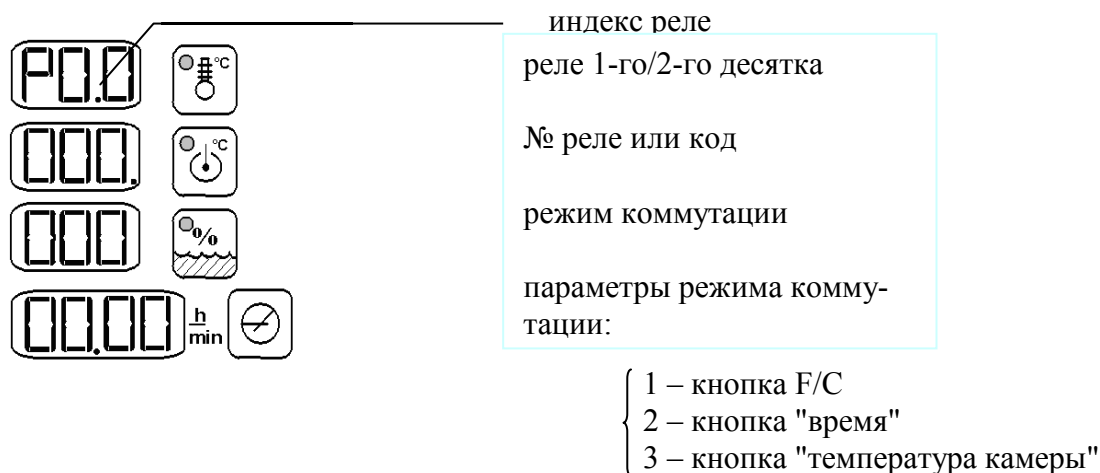 индекс реле
P0.0
°C
реле 1-го/2-го десятка
000.
°C
№ реле или код
000
%
режим коммутации
00.00
h
min
параметры режима комму-
тации:
1 – кнопка F/C
2 – кнопка "время"
3 – кнопка "температура камеры"